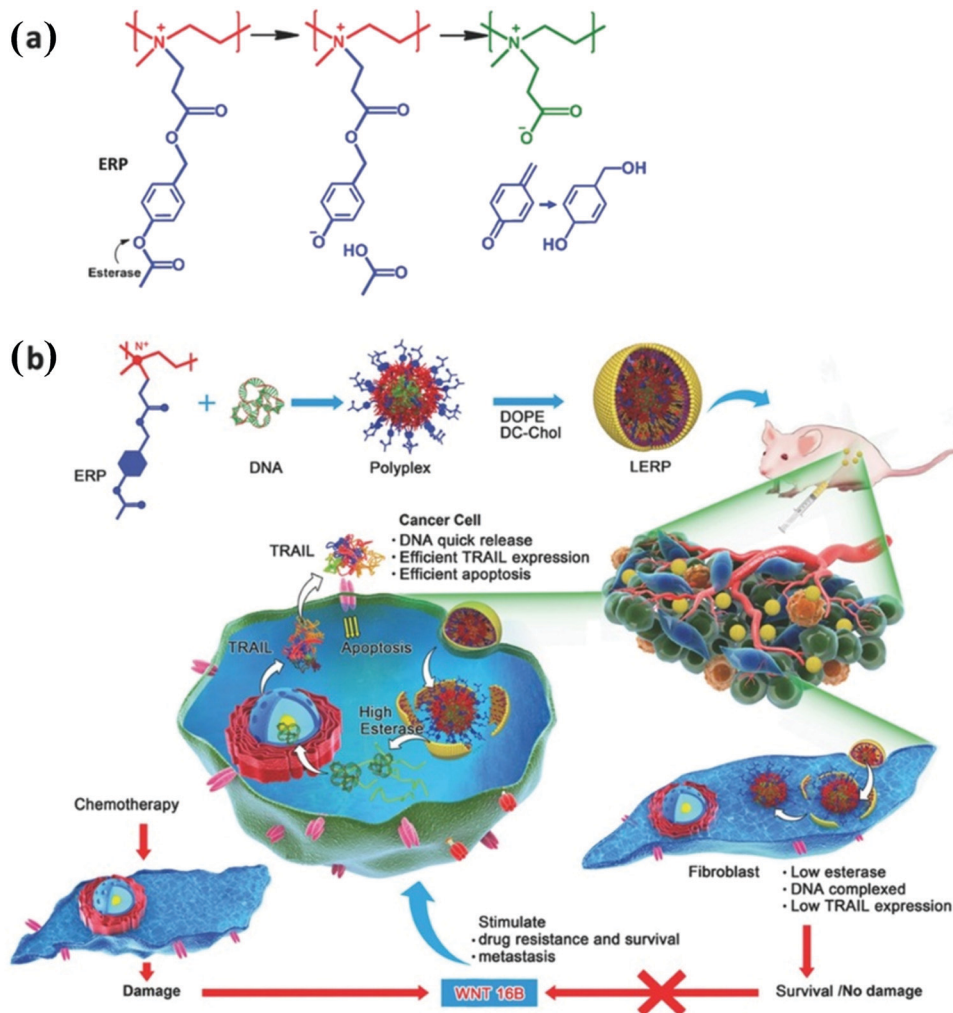 (a)
N
+
N
+
N
+
O
O
O
O
O
-
O
ERP
O
-
O
OH
O
HO
HO
Esterase
O
O
(b)
N+
+
ERP
DNA
Polyplex
DOPE
DC-Chol
LERP
Cancer Cell
• DNA quick release
• Efficient TRAIL expression
• Efficient apoptosis
TRAIL
TRAIL
Apoptosis
High
Esterase
Chemotherapy
Fibroblast
• Low esterase
• DNA complexed
• Low TRAIL expression
Stimulate
• drug resistance and survival
• metastasis
Damage
WNT 16B
Survival /No damage